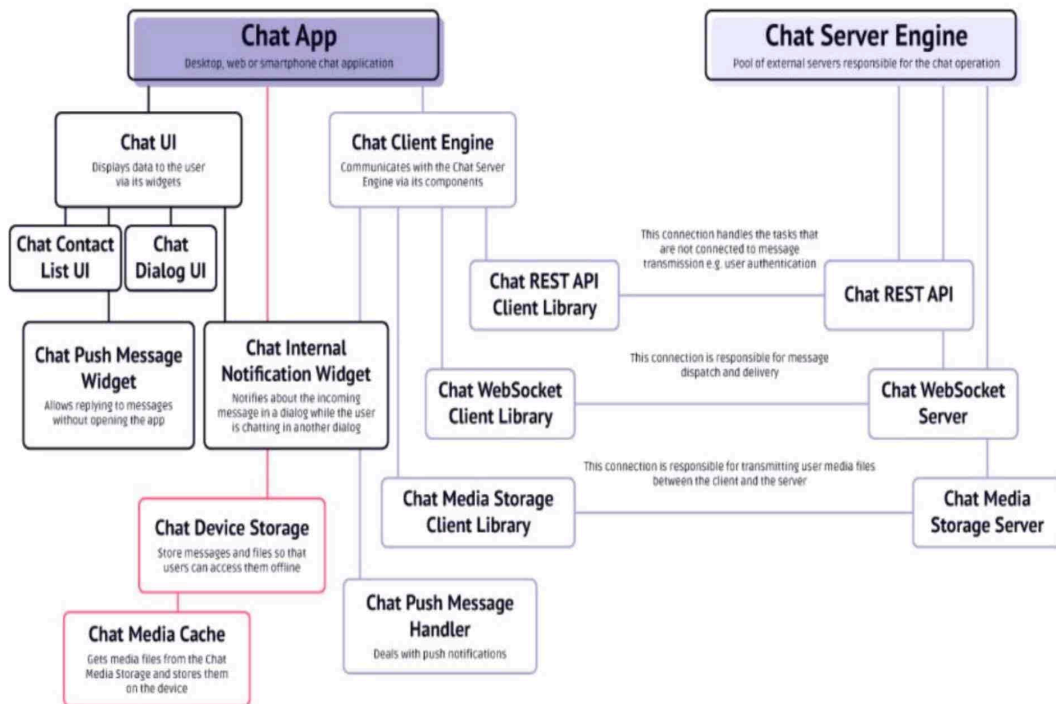 Chat App
Desktop, web or smartphone chat application
Chat Server Engine
Pool of external servers responsible for the chat operation
Chat UI
Displays data to the user
via its widgets
Chat Client Engine
Communicates with the Chat Server
Engine via its components
Chat Contact
List UI
Chat
Dialog UI
This connection handles the tasks that
are not connected to message
transmission e.g. user authentication
Chat REST API
Client Library
Chat REST API
Chat Push Message
Widget
Allows replying to messages
without opening the app
Chat Internal
Notification Widget
Notifies about the incoming
message in a dialog while the user
is chatting in another dialog
This connection is responsible for message
dispatch and delivery
Chat WebSocket
Client Library
Chat WebSocket
Server
This connection is responsible for transmitting user media files
between the client and the server
Chat Media Storage
Client Library
Chat Media
Storage Server
Chat Device Storage
Store messages and files so that
users can access them offline
Chat Push Message
Handler
Deals with push notifications
Chat Media Cache
Gets media files from the Chat
Media Storage and stores them
on the device